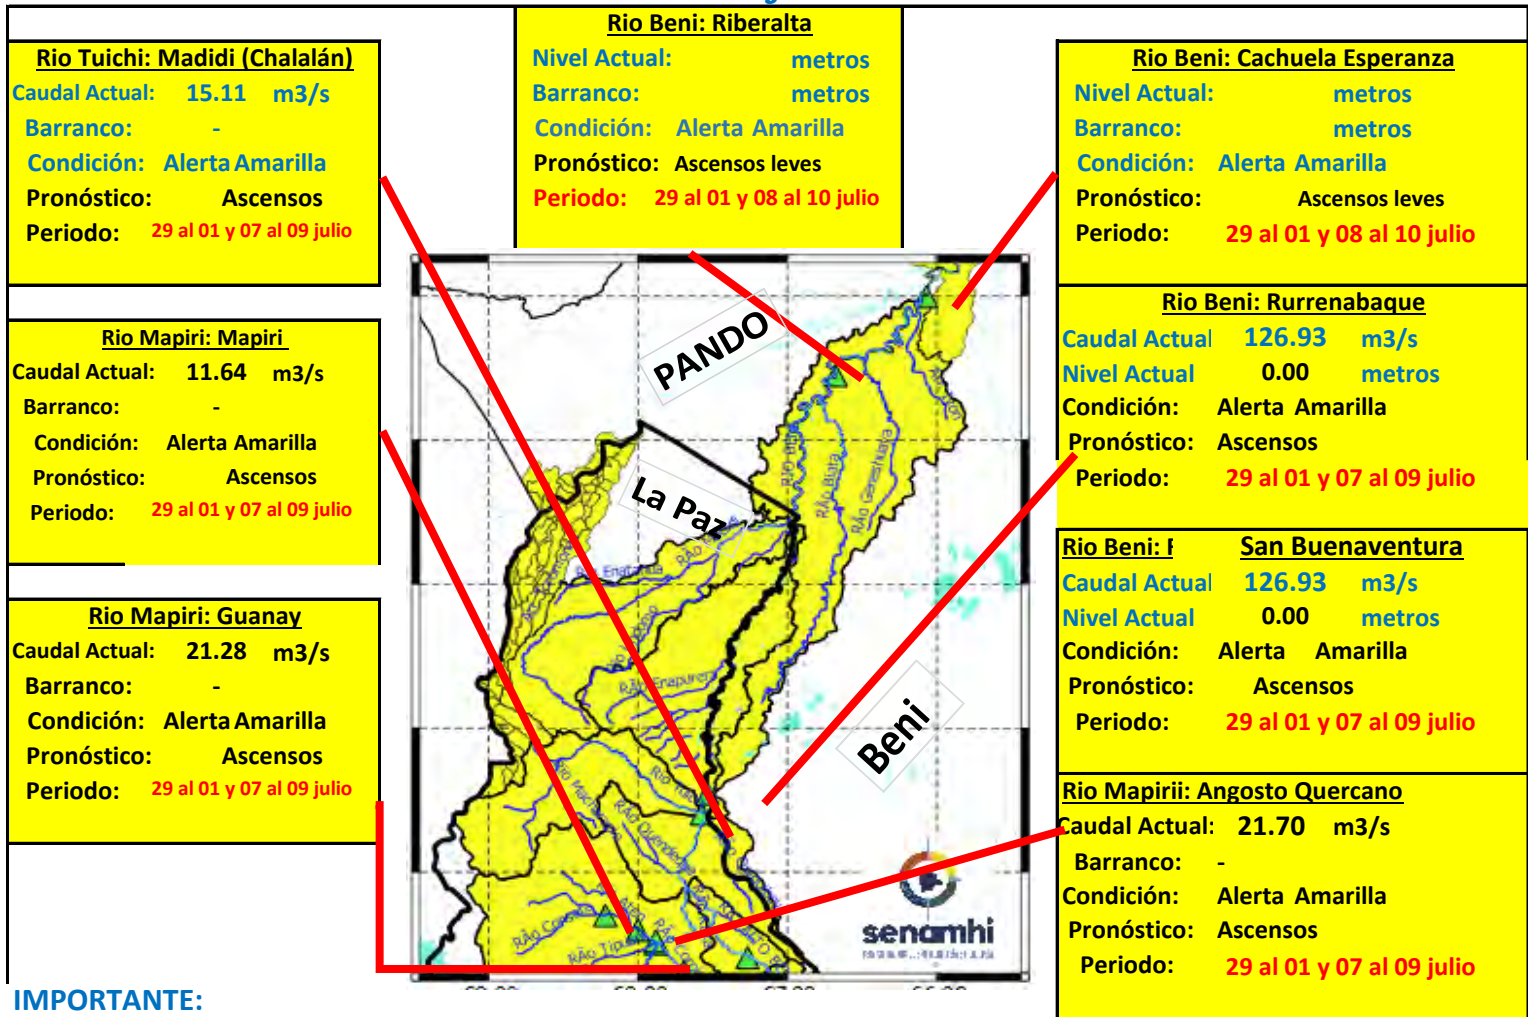 Rio Tuichi: Madidi (Chalalán)
Caudal Actual: 15.11 m3/s
Barranco: -
Condición: Alerta Amarilla
Pronóstico: Ascensos
Periodo: 29 al 01 y 07 al 09 julio
Rio Mapiri: Mapiri
Caudal Actual: 11.64 m3/s
Barranco: -
Condición: Alerta Amarilla
Pronóstico: Ascensos
Periodo: 29 al 01 y 07 al 09 julio
Rio Mapiri: Guanay
Caudal Actual: 21.28 m3/s
Barranco: -
Condición: Alerta Amarilla
Pronóstico: Ascensos
Periodo: 29 al 01 y 07 al 09 julio
Rio Beni: Riberalta
Nivel Actual: metros
Barranco: metros
Condición: Alerta Amarilla
Pronóstico: Ascensos leves
Periodo: 29 al 01 y 08 al 10 julio
PANDO
La Paz
Beni
RÃo Biata
RÃo Geneshuaya
RÃo Enapurera
senamhi
Rio Beni: Cachuela Esperanza
Nivel Actual: metros
Barranco: metros
Condición: Alerta Amarilla
Pronóstico: Ascensos leves
Periodo: 29 al 01 y 08 al 10 julio
Rio Beni: Rurrenabaque
Caudal Actual 126.93 m3/s
Nivel Actual 0.00 metros
Condición: Alerta Amarilla
Pronóstico: Ascensos
Periodo: 29 al 01 y 07 al 09 julio
Rio Beni: San Buenaventura
Caudal Actual 126.93 m3/s
Nivel Actual 0.00 metros
Condición: Alerta Amarilla
Pronóstico: Ascensos
Periodo: 29 al 01 y 07 al 09 julio
Rio Mapirii: Angosto Quercano
Caudal Actual: 21.70 m3/s
Barranco: -
Condición: Alerta Amarilla
Pronóstico: Ascensos
Periodo: 29 al 01 y 07 al 09 julio
IMPORTANTE: